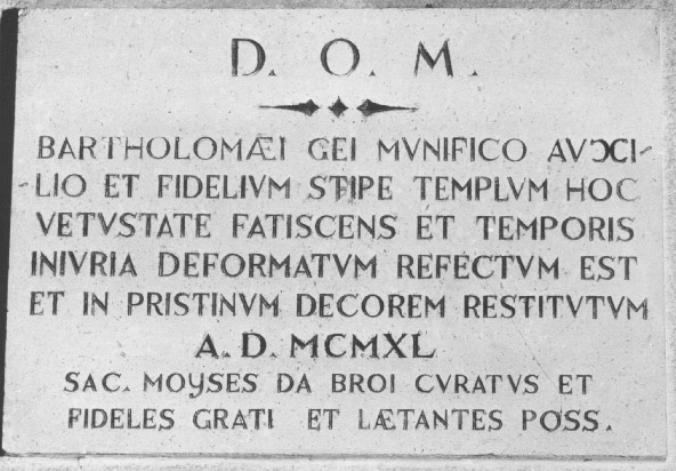 D. O. M.
BARTHOLOMÆI GEI MVNIFICO AVↃCI-
-LIO ET FIDELIVM STIPE TEMPLVM HOC
VETVSTATE FATISCENS ET TEMPORIS
INIVRIA DEFORMATVM REFECTVM EST
ET IN PRISTINVM DECOREM RESTITVTVM
A. D. MCMXL
SAC. MOYSES DA BROI CVRATVS ET
FIDELES GRATI ET LÆTANTES POSS.